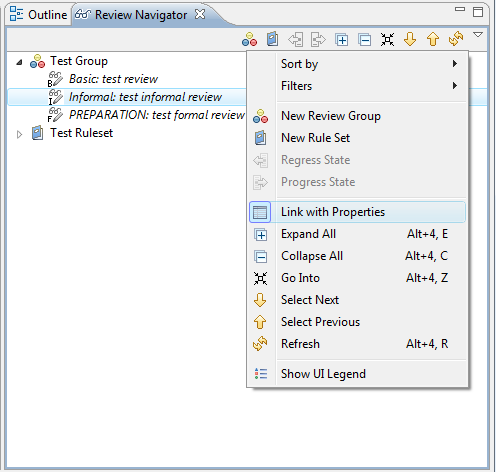 Outline
Review Navigator
Test Group
B Basic: test review
I Informal: test informal review
F PREPARATION: test formal review
Test Ruleset
Sort by
Filters
New Review Group
New Rule Set
Regress State
Progress State
Link with Properties
Expand All Alt+4, E
Collapse All Alt+4, C
Go Into Alt+4, Z
Select Next
Select Previous
Refresh Alt+4, R
Show UI Legend